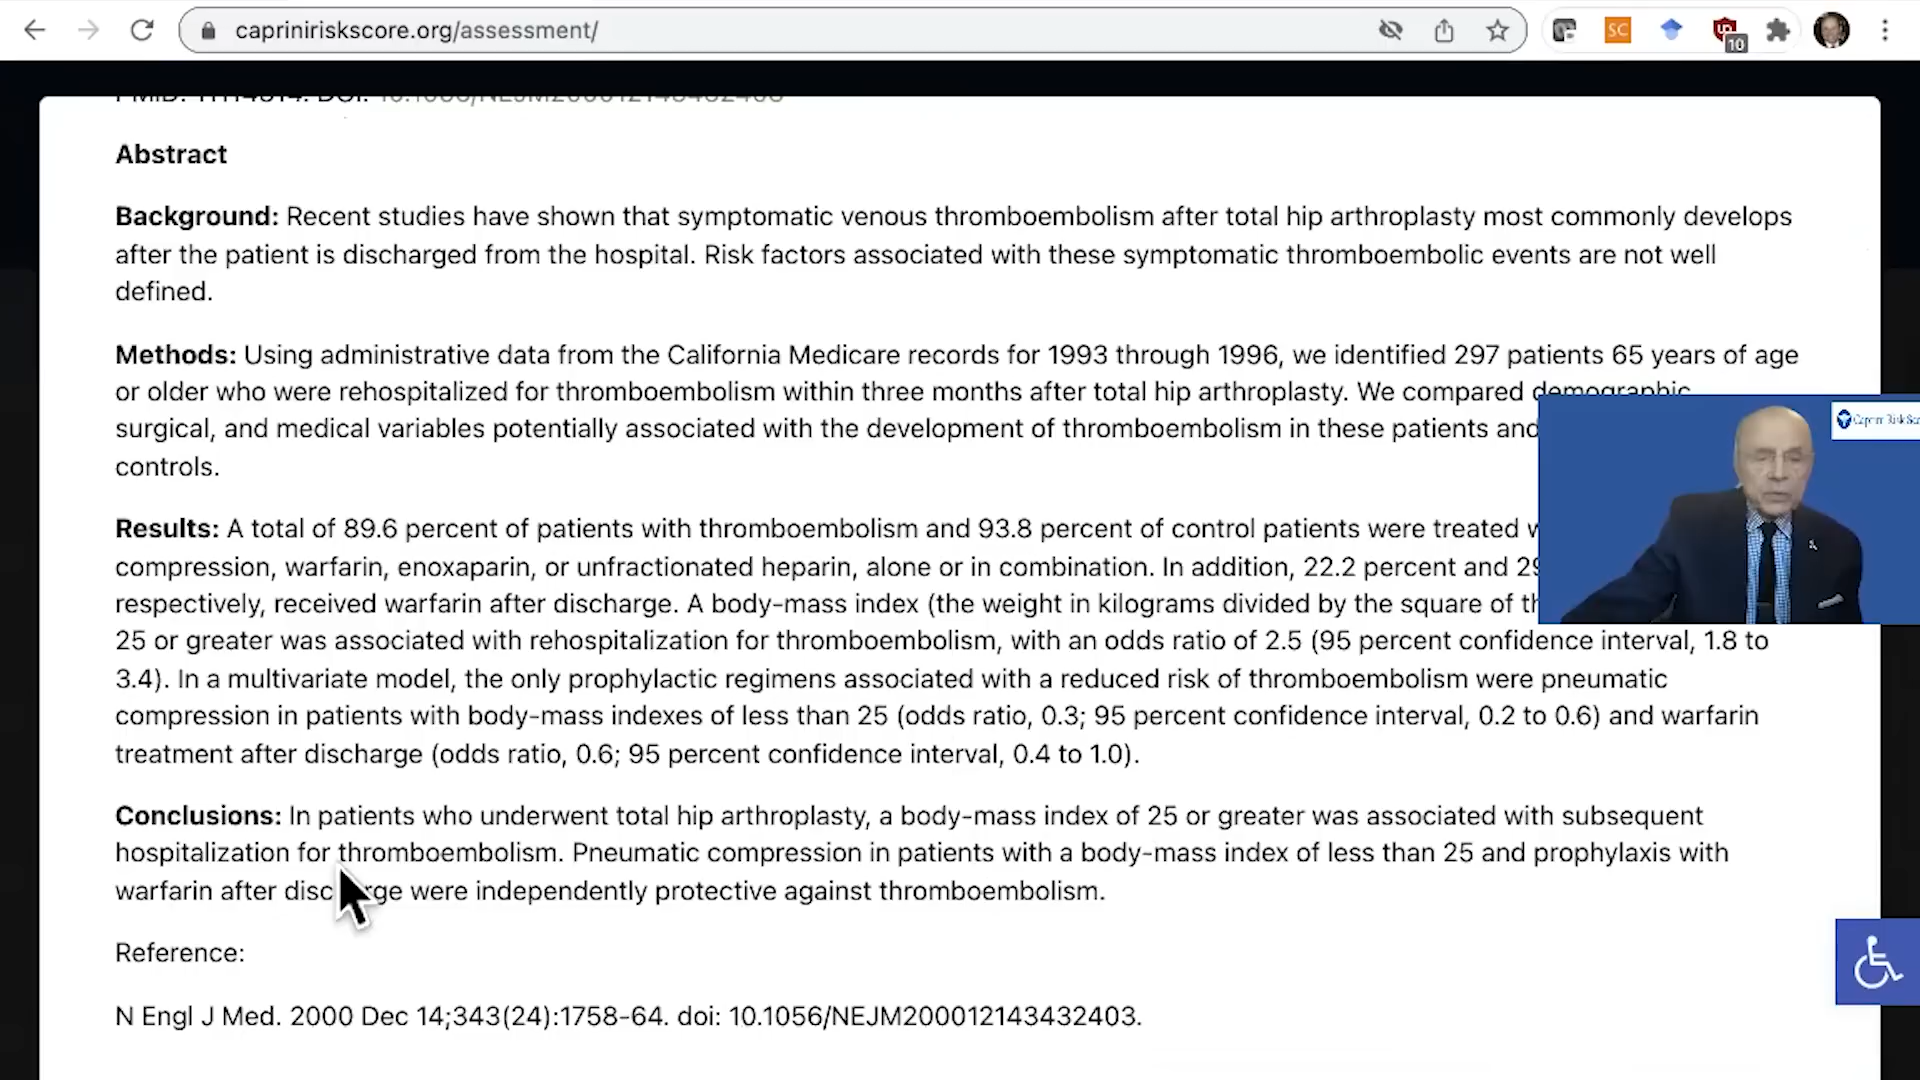 capriniriskscore.org/assessment/
SC
10
Abstract
Background: Recent studies have shown that symptomatic venous thromboembolism after total hip arthroplasty most commonly develops
after the patient is discharged from the hospital. Risk factors associated with these symptomatic thromboembolic events are not well
defined.
Methods: Using administrative data from the California Medicare records for 1993 through 1996, we identified 297 patients 65 years of age
or older who were rehospitalized for thromboembolism within three months after total hip arthroplasty. We compared demographic
surgical, and medical variables potentially associated with the development of thromboembolism in these patients and
controls.
Results: A total of 89.6 percent of patients with thromboembolism and 93.8 percent of control patients were treated
compression, warfarin, enoxaparin, or unfractionated heparin, alone or in combination. In addition, 22.2 percent and
respectively, received warfarin after discharge. A body-mass index (the weight in kilograms divided by the square of
25 or greater was associated with rehospitalization for thromboembolism, with an odds ratio of 2.5 (95 percent confidence interval, 1.8 to
3.4). In a multivariate model, the only prophylactic regimens associated with a reduced risk of thromboembolism were pneumatic
compression in patients with body-mass indexes of less than 25 (odds ratio, 0.3; 95 percent confidence interval, 0.2 to 0.6) and warfarin
treatment after discharge (odds ratio, 0.6; 95 percent confidence interval, 0.4 to 1.0).
Conclusions: In patients who underwent total hip arthroplasty, a body-mass index of 25 or greater was associated with subsequent
hospitalization for thromboembolism. Pneumatic compression in patients with a body-mass index of less than 25 and prophylaxis with
warfarin after discharge were independently protective against thromboembolism.
Reference:
N Engl J Med. 2000 Dec 14;343(24):1758-64. doi: 10.1056/NEJM200012143432403.
Caprini Risk